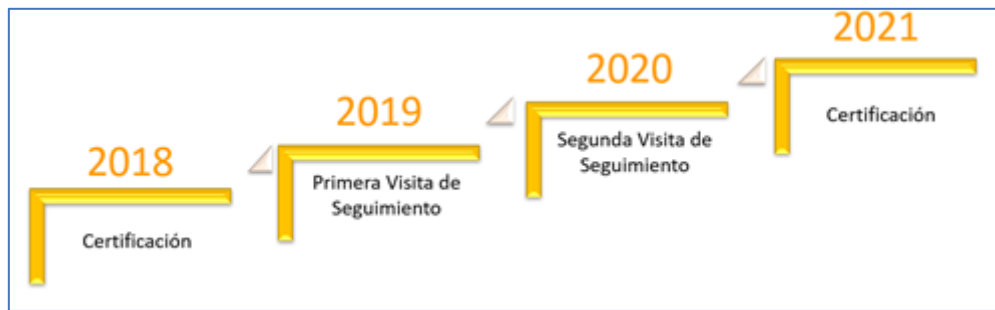 2018
Certificación
2019
Primera Visita de
Seguimiento
2020
Segunda Visita de
Seguimiento
2021
Certificación